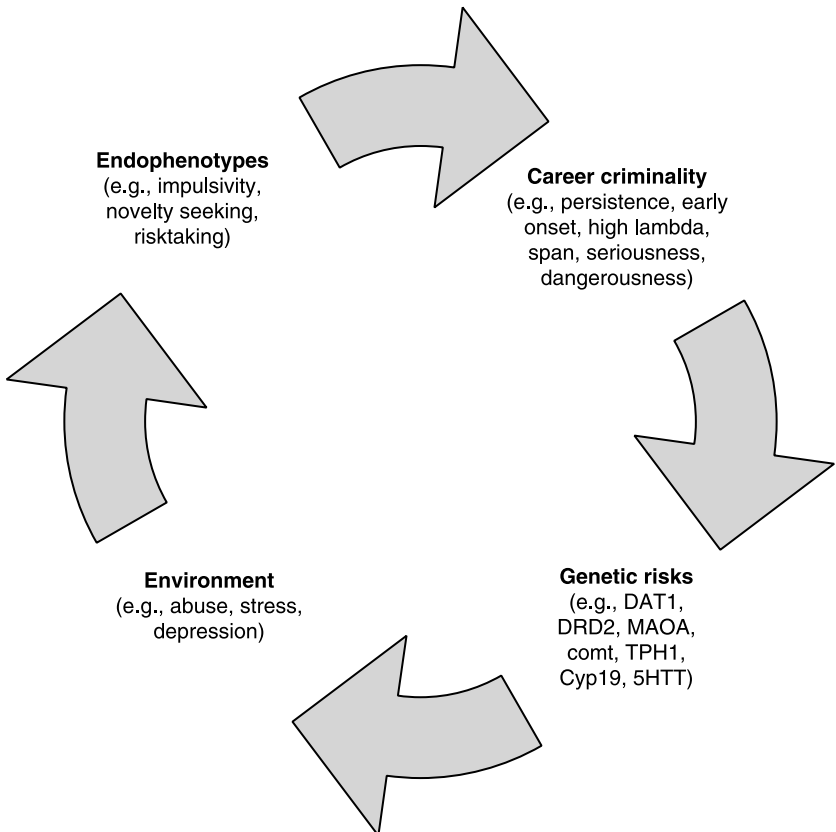 Endophenotypes
(e.g., impulsivity,
novelty seeking,
risktaking)
Career criminality
(e.g., persistence, early
onset, high lambda,
span, seriousness,
dangerousness)
Environment
(e.g., abuse, stress,
depression)
Genetic risks
(e.g., DAT1,
DRD2, MAOA,
comt, TPH1,
Cyp19, 5HTT)